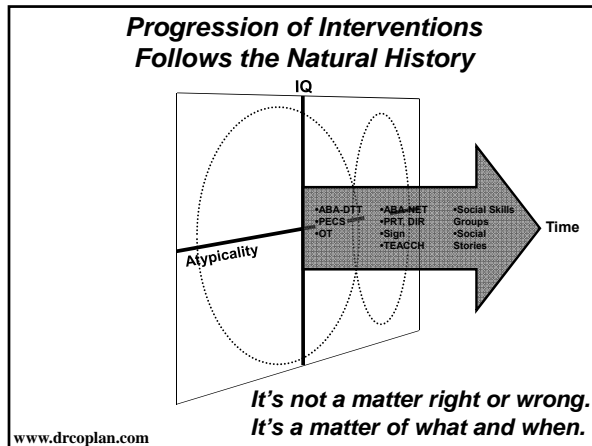 Progression of Interventions
Follows the Natural History
IQ
•ABA-DTT
•PECS
•OT
•ABA-NET
•PRT, DIR
•Sign
•TEACCH
•Social Skills
Groups
•Social
Stories
Time
Atypicality
It's not a matter right or wrong.
It's a matter of what and when.
www.drcoplan.com